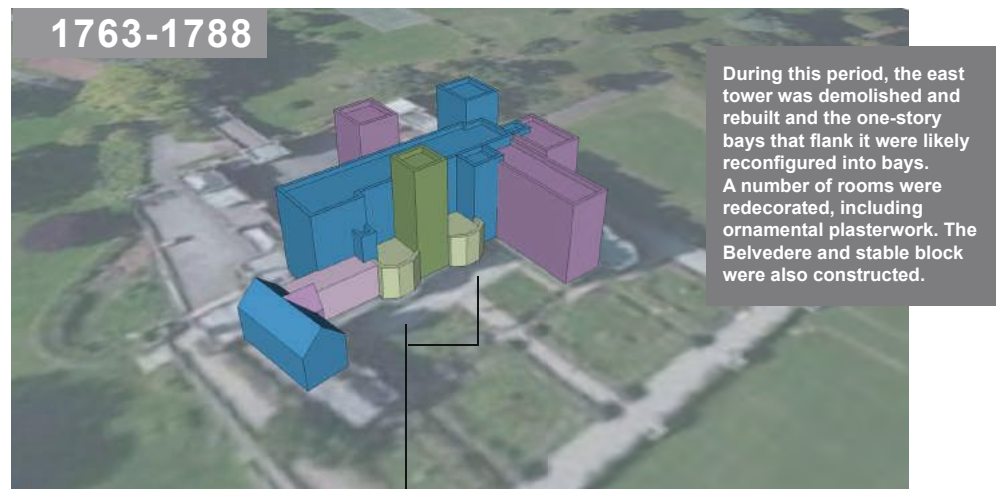 1763-1788
During this period, the east
tower was demolished and
rebuilt and the one-story
bays that flank it were likely
reconfigured into bays.
A number of rooms were
redecorated, including
ornamental plasterwork. The
Belvedere and stable block
were also constructed.